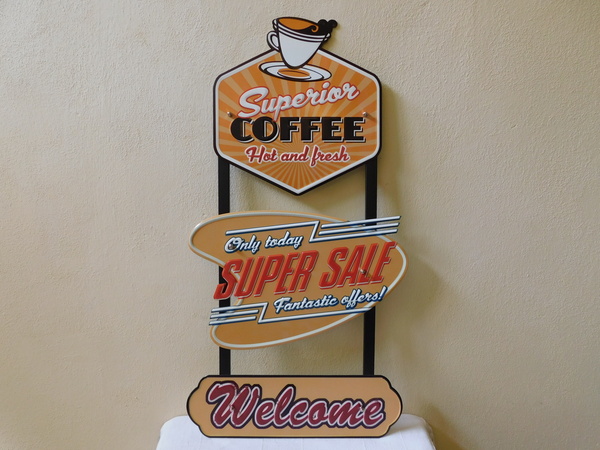 Superior
COFFEE
Hot and fresh
Only today
SUPER SALE
Fantastic offers!
Welcome